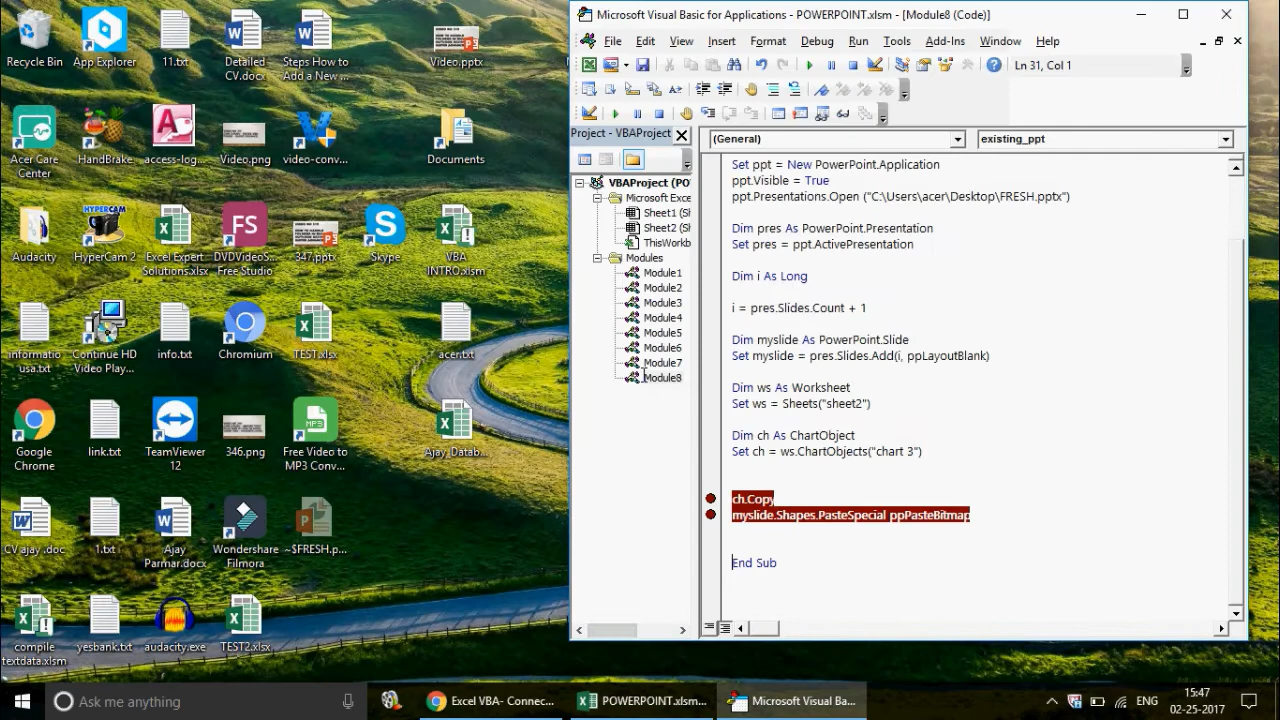 Microsoft Visual Basic for Applications - POWERPOINT.xlsm - [Module8 (Code)]
File Edit View Insert Format Debug Run Tools Add-Ins Window Help
Ln 31, Col 1
Project - VBAProject
(General)
existing_ppt
VBAProject (PO
Microsoft Exce
Sheet1 (SI
Sheet2 (SI
ThisWorkb
Modules
Module1
Module2
Module3
Module4
Module5
Module6
Module7
Module8
Set ppt = New PowerPoint.Application
ppt.Visible = True
ppt.Presentations.Open ("C:\Users\acer\Desktop\FRESH.pptx")
Dim pres As PowerPoint.Presentation
Set pres = ppt.ActivePresentation
Dim i As Long
i = pres.Slides.Count + 1
Dim myslide As PowerPoint.Slide
Set myslide = pres.Slides.Add(i, ppLayoutBlank)
Dim ws As Worksheet
Set ws = Sheets("sheet2")
Dim ch As ChartObject
Set ch = ws.ChartObjects("chart 3")
ch.Copy
myslide.Shapes.PasteSpecial ppPasteBitmap
End Sub
Recycle Bin
App Explorer
11.txt
Detailed
CV.docx
Steps How to
Add a New ...
Video.pptx
Acer Care
Center
HandBrake
access-log...
Video.png
video-conv...
Documents
Audacity
HYPERCAM
HyperCam 2
Excel Expert
Solutions.xlsx
FS
DVDVideoS...
Free Studio
347.pptx
Skype
VBA
INTRO.xlsm
informatio
usa.txt
Continue HD
Video Play...
info.txt
Chromium
TEST.xlsx
acer.txt
Google
Chrome
link.txt
TeamViewer
12
346.png
MP3
Free Video to
MP3 Conv...
Ajay Datab...
CV ajay .doc
1.txt
Ajay
Parmar.docx
Wondershare
Filmora
~$FRESH.p...
compile
textdata.xlsm
yesbank.txt
audacity.exe
TEST2.xlsx
Ask me anything
Excel VBA- Connec...
POWERPOINT.xlsm...
Microsoft Visual Ba...
ENG
15:47
02-25-2017